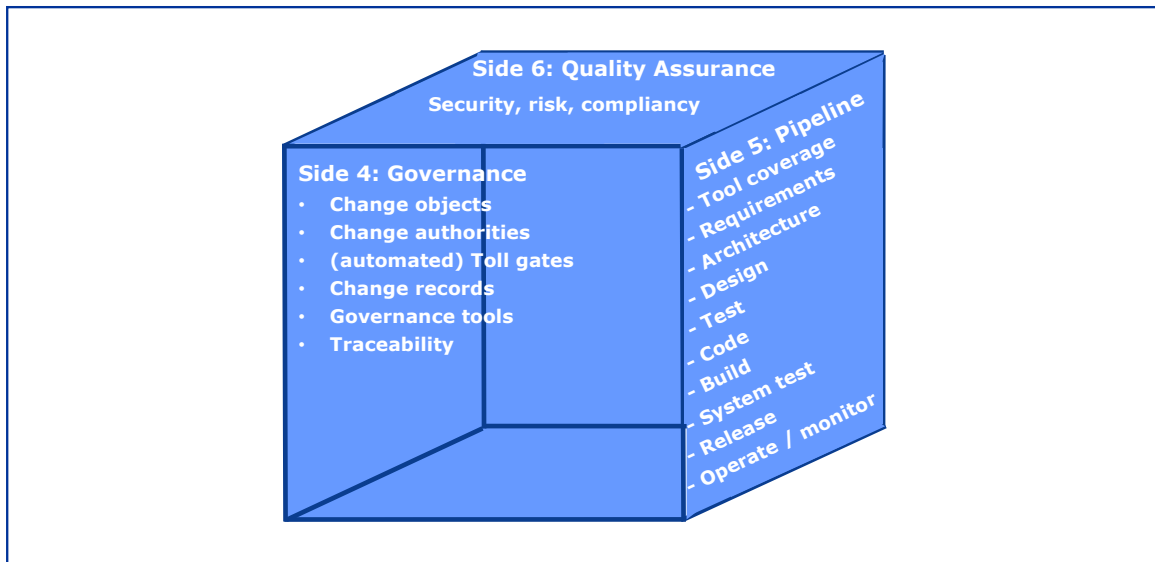 Side 6: Quality Assurance
Security, risk, compliancy
Side 4: Governance
• Change objects
• Change authorities
• (automated) Toll gates
• Change records
• Governance tools
• Traceability
Side 5: Pipeline
- Tool coverage
- Requirements
- Architecture
- Design
- Test
- Code
- Build
- System test
- Release
- Operate / monitor